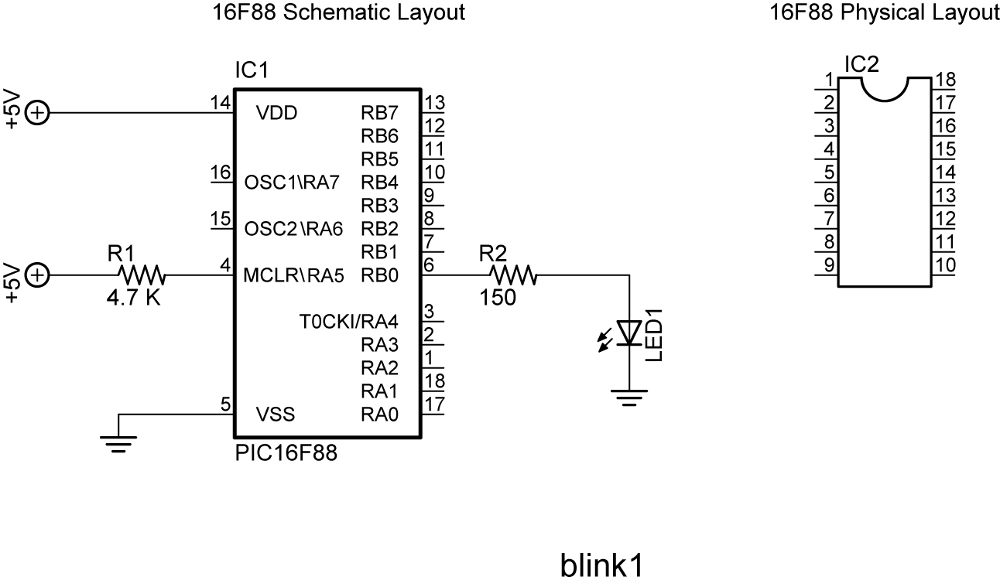 16F88 Schematic Layout
16F88 Physical Layout
IC1
+5V
14
VDD
RB7
13
RB6
12
RB5
11
16
OSC1\RA7
RB4
10
RB3
9
15
OSC2\RA6
RB2
8
RB1
7
+5V
R1
4.7 K
4
MCLR\RA5
RB0
6
R2
150
T0CKI/RA4
3
RA3
2
RA2
1
RA1
18
5
VSS
RA0
17
PIC16F88
LED1
IC2
1
18
2
17
3
16
4
15
5
14
6
13
7
12
8
11
9
10
blink1